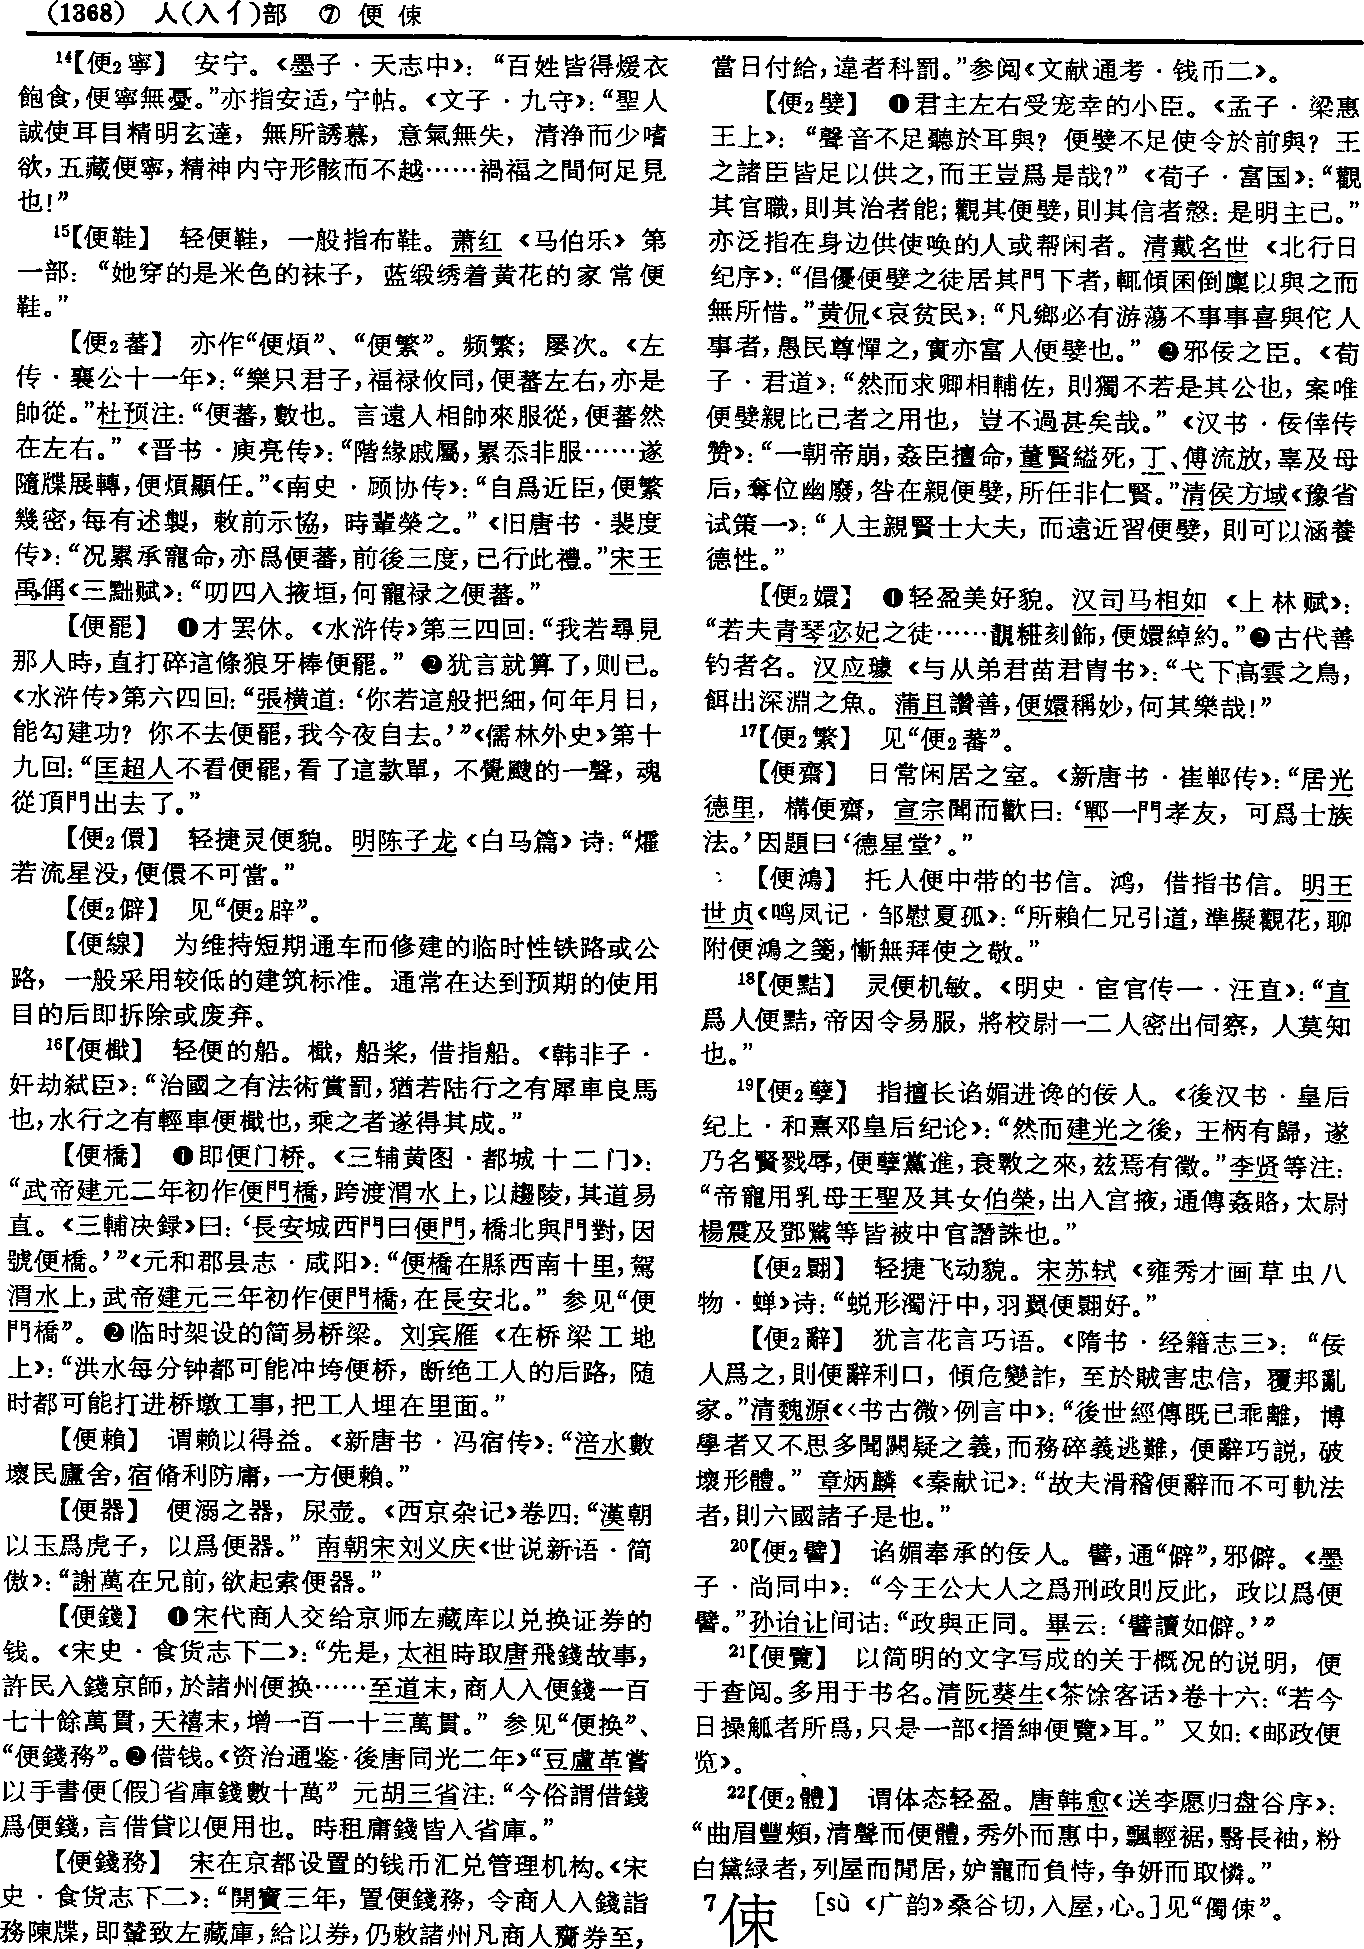 (1368) 人(入亻)部 ⑦ 便 㑛
¹⁴【便₂寧】 安宁。《墨子·天志中》：“百姓皆得煖衣
飽食，便寧無憂。”亦指安适，宁帖。《文子·九守》：“聖人
誠使耳目精明玄達，無所誘慕，意氣無失，清浄而少嗜
欲，五藏便寧，精神内守形骸而不越……禍福之間何足見
也！”
¹⁵【便鞋】 轻便鞋，一般指布鞋。萧红《马伯乐》第
一部：“她穿的是米色的袜子，蓝缎绣着黄花的家常便
鞋。”
【便₂蕃】 亦作“便煩”、“便繁”。频繁；屡次。《左
传·襄公十一年》：“樂只君子，福禄攸同，便蕃左右，亦是
帥從。”杜预注：“便蕃，數也。言遠人相帥來服從，便蕃然
在左右。”《晋书·庾亮传》：“階緣戚屬，累忝非服……遂
隨牒展轉，便煩顯任。”《南史·顾协传》：“自爲近臣，便繁
幾密，每有述製，敕前示協，時輩榮之。”《旧唐书·裴度
传》：“况累承寵命，亦爲便蕃，前後三度，已行此禮。”宋王
禹偁《三黜赋》：“叨四入掖垣，何寵禄之便蕃。”
【便罷】 ❶才罢休。《水浒传》第三四回：“我若尋見
那人時，直打碎這條狼牙棒便罷。” ❷犹言就算了，则已。
《水浒传》第六四回：“張横道：‘你若這般把細，何年月日，
能勾建功？你不去便罷，我今夜自去。’”《儒林外史》第十
九回：“匡超人不看便罷，看了這款單，不覺颼的一聲，魂
從頂門出去了。”
【便₂儇】 轻捷灵便貌。明陈子龙《白马篇》诗：“燿
若流星没，便儇不可當。”
【便₂僻】 见“便₂辟”。
【便線】 为维持短期通车而修建的临时性铁路或公
路，一般采用较低的建筑标准。通常在达到预期的使用
目的后即拆除或废弃。
¹⁶【便檝】 轻便的船。檝，船桨，借指船。《韩非子·
奸劫弑臣》：“治國之有法術賞罰，猶若陆行之有犀車良馬
也，水行之有輕車便檝也，乘之者遂得其成。”
【便橋】 ❶即便门桥。《三辅黄图·都城十二门》：
“武帝建元二年初作便門橋，跨渡渭水上，以趨陵，其道易
直。《三輔决録》曰：‘長安城西門曰便門，橋北與門對，因
號便橋。’”《元和郡县志·咸阳》：“便橋在縣西南十里，駕
渭水上，武帝建元三年初作便門橋，在長安北。”参见“便
門橋”。❷临时架设的简易桥梁。刘宾雁《在桥梁工地
上》：“洪水每分钟都可能冲垮便桥，断绝工人的后路，随
时都可能打进桥墩工事，把工人埋在里面。”
【便賴】 谓赖以得益。《新唐书·冯宿传》：“涪水數
壞民廬舍，宿脩利防庸，一方便賴。”
【便器】 便溺之器，尿壶。《西京杂记》卷四：“漢朝
以玉爲虎子，以爲便器。”南朝宋刘义庆《世说新语·简
傲》：“謝萬在兄前，欲起索便器。”
【便錢】 ❶宋代商人交给京师左藏库以兑换证券的
钱。《宋史·食货志下二》：“先是，太祖時取唐飛錢故事，
許民入錢京師，於諸州便换……至道末，商人入便錢一百
七十餘萬貫，天禧末，增一百一十三萬貫。”参见“便换”、
“便錢務”。❷借钱。《资治通鉴·後唐同光二年》“豆盧革嘗
以手書便〔假〕省庫錢數十萬” 元胡三省注：“今俗謂借錢
爲便錢，言借貸以便用也。時租庸錢皆入省庫。”
【便錢務】 宋在京都设置的钱币汇兑管理机构。《宋
史·食货志下二》：“開寶三年，置便錢務，令商人入錢詣
務陳牒，即輦致左藏庫，給以券，仍敕諸州凡商人齎券至，
當日付給，違者科罰。”参阅《文献通考·钱币二》。
【便₂嬖】 ❶君主左右受宠幸的小臣。《孟子·梁惠
王上》：“聲音不足聽於耳與？便嬖不足使令於前與？王
之諸臣皆足以供之，而王豈爲是哉？”《荀子·富国》：“觀
其官職，則其治者能；觀其便嬖，則其信者愨：是明主已。”
亦泛指在身边供使唤的人或帮闲者。清戴名世《北行日
纪序》：“倡優便嬖之徒居其門下者，輒傾囷倒廩以與之而
無所惜。”黄侃《哀贫民》：“凡鄉必有游蕩不事事喜與佗人
事者，愚民尊憚之，實亦富人便嬖也。” ❷邪佞之臣。《荀
子·君道》：“然而求卿相輔佐，則獨不若是其公也，案唯
便嬖親比己者之用也，豈不過甚矣哉。”《汉书·佞倖传
赞》：“一朝帝崩，姦臣擅命，董賢縊死，丁、傅流放，辜及母
后，奪位幽廢，咎在親便嬖，所任非仁賢。”清侯方域《豫省
试策一》：“人主親賢士大夫，而遠近習便嬖，則可以涵養
德性。”
【便₂嬛】 ❶轻盈美好貌。汉司马相如《上林赋》：
“若夫青琴宓妃之徒……靚糚刻飾，便嬛綽約。”❷古代善
钓者名。汉应璩《与从弟君苗君胄书》：“弋下高雲之鳥，
餌出深淵之魚。蒲且讚善，便嬛稱妙，何其樂哉！”
¹⁷【便₂繁】 见“便₂蕃”。
【便齋】 日常闲居之室。《新唐书·崔郸传》：“居光
德里，構便齋，宣宗聞而歎曰：‘鄲一門孝友，可爲士族
法。’因題曰‘德星堂’。”
【便鴻】 托人便中带的书信。鸿，借指书信。明王
世贞《鸣凤记·邹慰夏孤》：“所賴仁兄引道，準擬觀花，聊
附便鴻之箋，慚無拜使之敬。”
¹⁸【便黠】 灵便机敏。《明史·宦官传一·汪直》：“直
爲人便黠，帝因令易服，將校尉一二人密出伺察，人莫知
也。”
¹⁹【便₂孽】 指擅长谄媚进谗的佞人。《後汉书·皇后
纪上·和熹邓皇后纪论》：“然而建光之後，王柄有歸，遂
乃名賢戮辱，便孽黨進，衰斁之來，兹焉有徵。”李贤等注：
“帝寵用乳母王聖及其女伯榮，出入宫掖，通傳姦賂，太尉
楊震及鄧騭等皆被中官譖誅也。”
【便₂翾】 轻捷飞动貌。宋苏轼《雍秀才画草虫八
物·蝉》诗：“蜕形濁汙中，羽翼便翾好。”
【便₂辭】 犹言花言巧语。《隋书·经籍志三》：“佞
人爲之，則便辭利口，傾危變詐，至於賊害忠信，覆邦亂
家。”清魏源《〈书古微〉例言中》：“後世經傳既已乖離，博
學者又不思多聞闕疑之義，而務碎義逃難，便辭巧説，破
壞形體。”章炳麟《秦献记》：“故夫滑稽便辭而不可軌法
者，則六國諸子是也。”
²⁰【便₂譬】 谄媚奉承的佞人。譬，通“僻”，邪僻。《墨
子·尚同中》：“今王公大人之爲刑政則反此，政以爲便
譬。”孙诒让间诂：“政與正同。畢云：‘譬讀如僻。’”
²¹【便覽】 以简明的文字写成的关于概况的说明，便
于查阅。多用于书名。清阮葵生《茶馀客话》卷十六：“若今
日操觚者所爲，只是一部《搢紳便覽》耳。”又如：《邮政便
览》。
²²【便₂體】 谓体态轻盈。唐韩愈《送李愿归盘谷序》：
“曲眉豐頰，清聲而便體，秀外而惠中，飄輕裾，翳長袖，粉
白黛緑者，列屋而閒居，妒寵而負恃，争妍而取憐。”
⁷㑛 [sù 《广韵》桑谷切，入屋，心。]见“㒔㑛”。